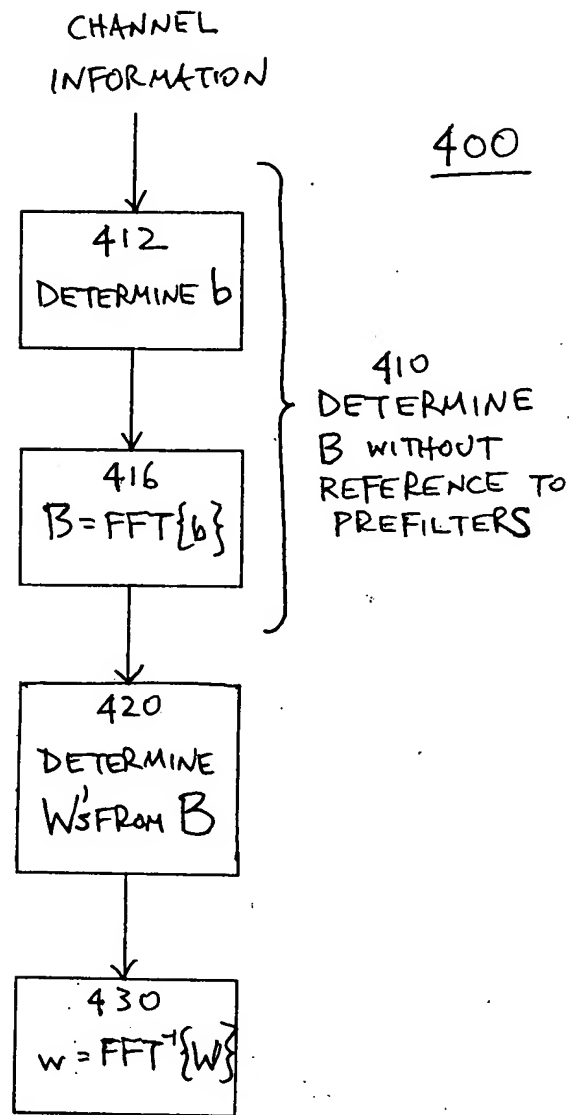 CHANNEL
INFORMATION
400
412
DETERMINE b
416
B = FFT{b}
410
DETERMINE
B WITHOUT
REFERENCE TO
PREFILTERS
420
DETERMINE
W's FROM B
430
w = FFT⁻¹{W}